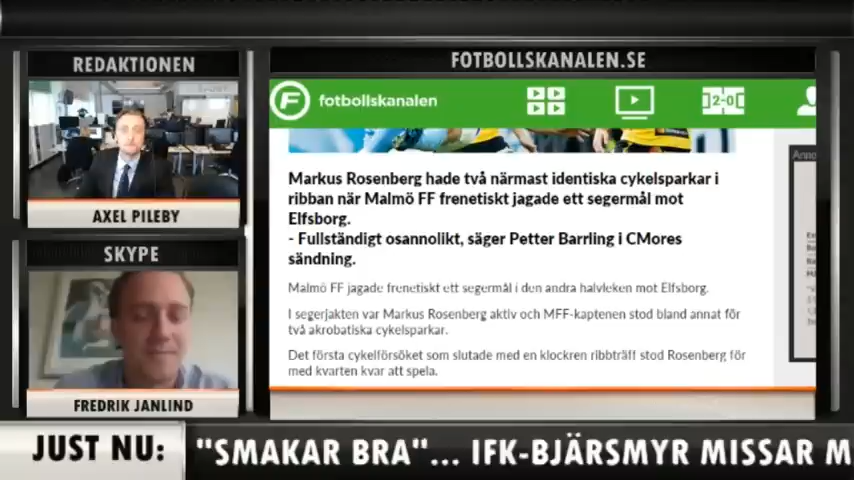 REDAKTIONEN
AXEL PILEBY
SKYPE
FREDRIK JANLIND
FOTBOLLSKANALEN.SE
fotbollskanalen
2-0
Markus Rosenberg hade två närmast identiska cykelsparkar i
ribban när Malmö FF frenetiskt jagade ett segermål mot
Elfsborg.
- Fullständigt osannolikt, säger Petter Barrling i CMores
sändning.
Malmö FF jagade frenetiskt ett segermål i den andra halvleken mot Elfsborg.
I segerjakten var Markus Rosenberg aktiv och MFF-kaptenen stod bland annat för
två akrobatiska cykelsparkar.
Det första cykelförsöket som slutade med en klockren ribbträff stod Rosenberg för
med kvarten kvar att spela.
Anno
JUST NU: "SMAKAR BRA"... IFK-BJÄRSMYR MISSAR M